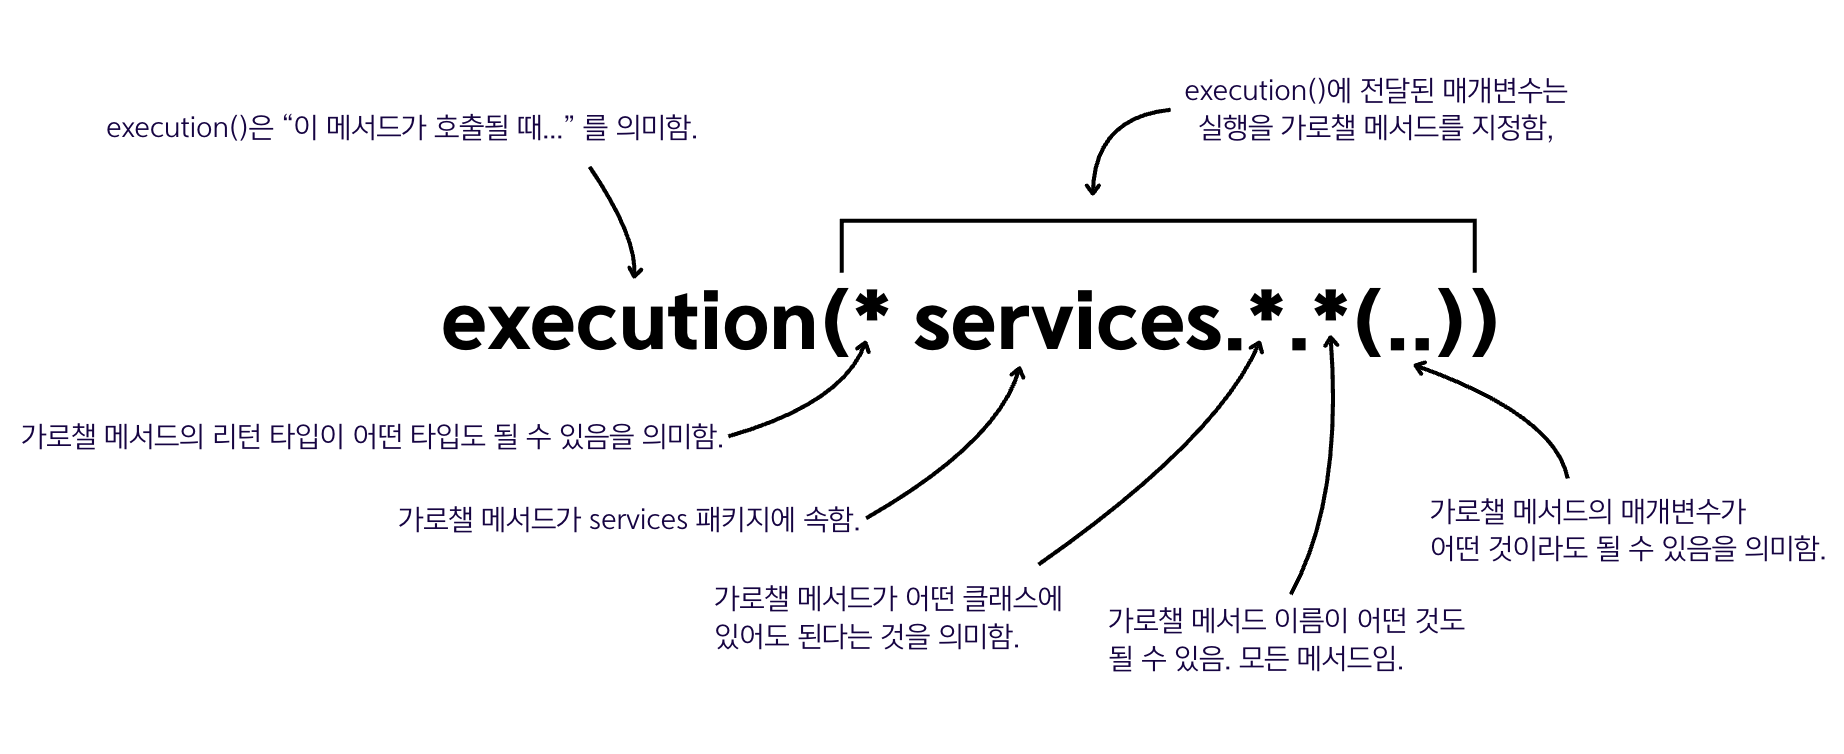 execution()에 전달된 매개변수는
실행을 가로챌 메서드를 지정함,
execution()은 “이 메서드가 호출될 때...” 를 의미함.
execution(* services.*.*(..))
가로챌 메서드의 리턴 타입이 어떤 타입도 될 수 있음을 의미함.
가로챌 메서드가 services 패키지에 속함.
가로챌 메서드가 어떤 클래스에
있어도 된다는 것을 의미함.
가로챌 메서드 이름이 어떤 것도
될 수 있음. 모든 메서드임.
가로챌 메서드의 매개변수가
어떤 것이라도 될 수 있음을 의미함.